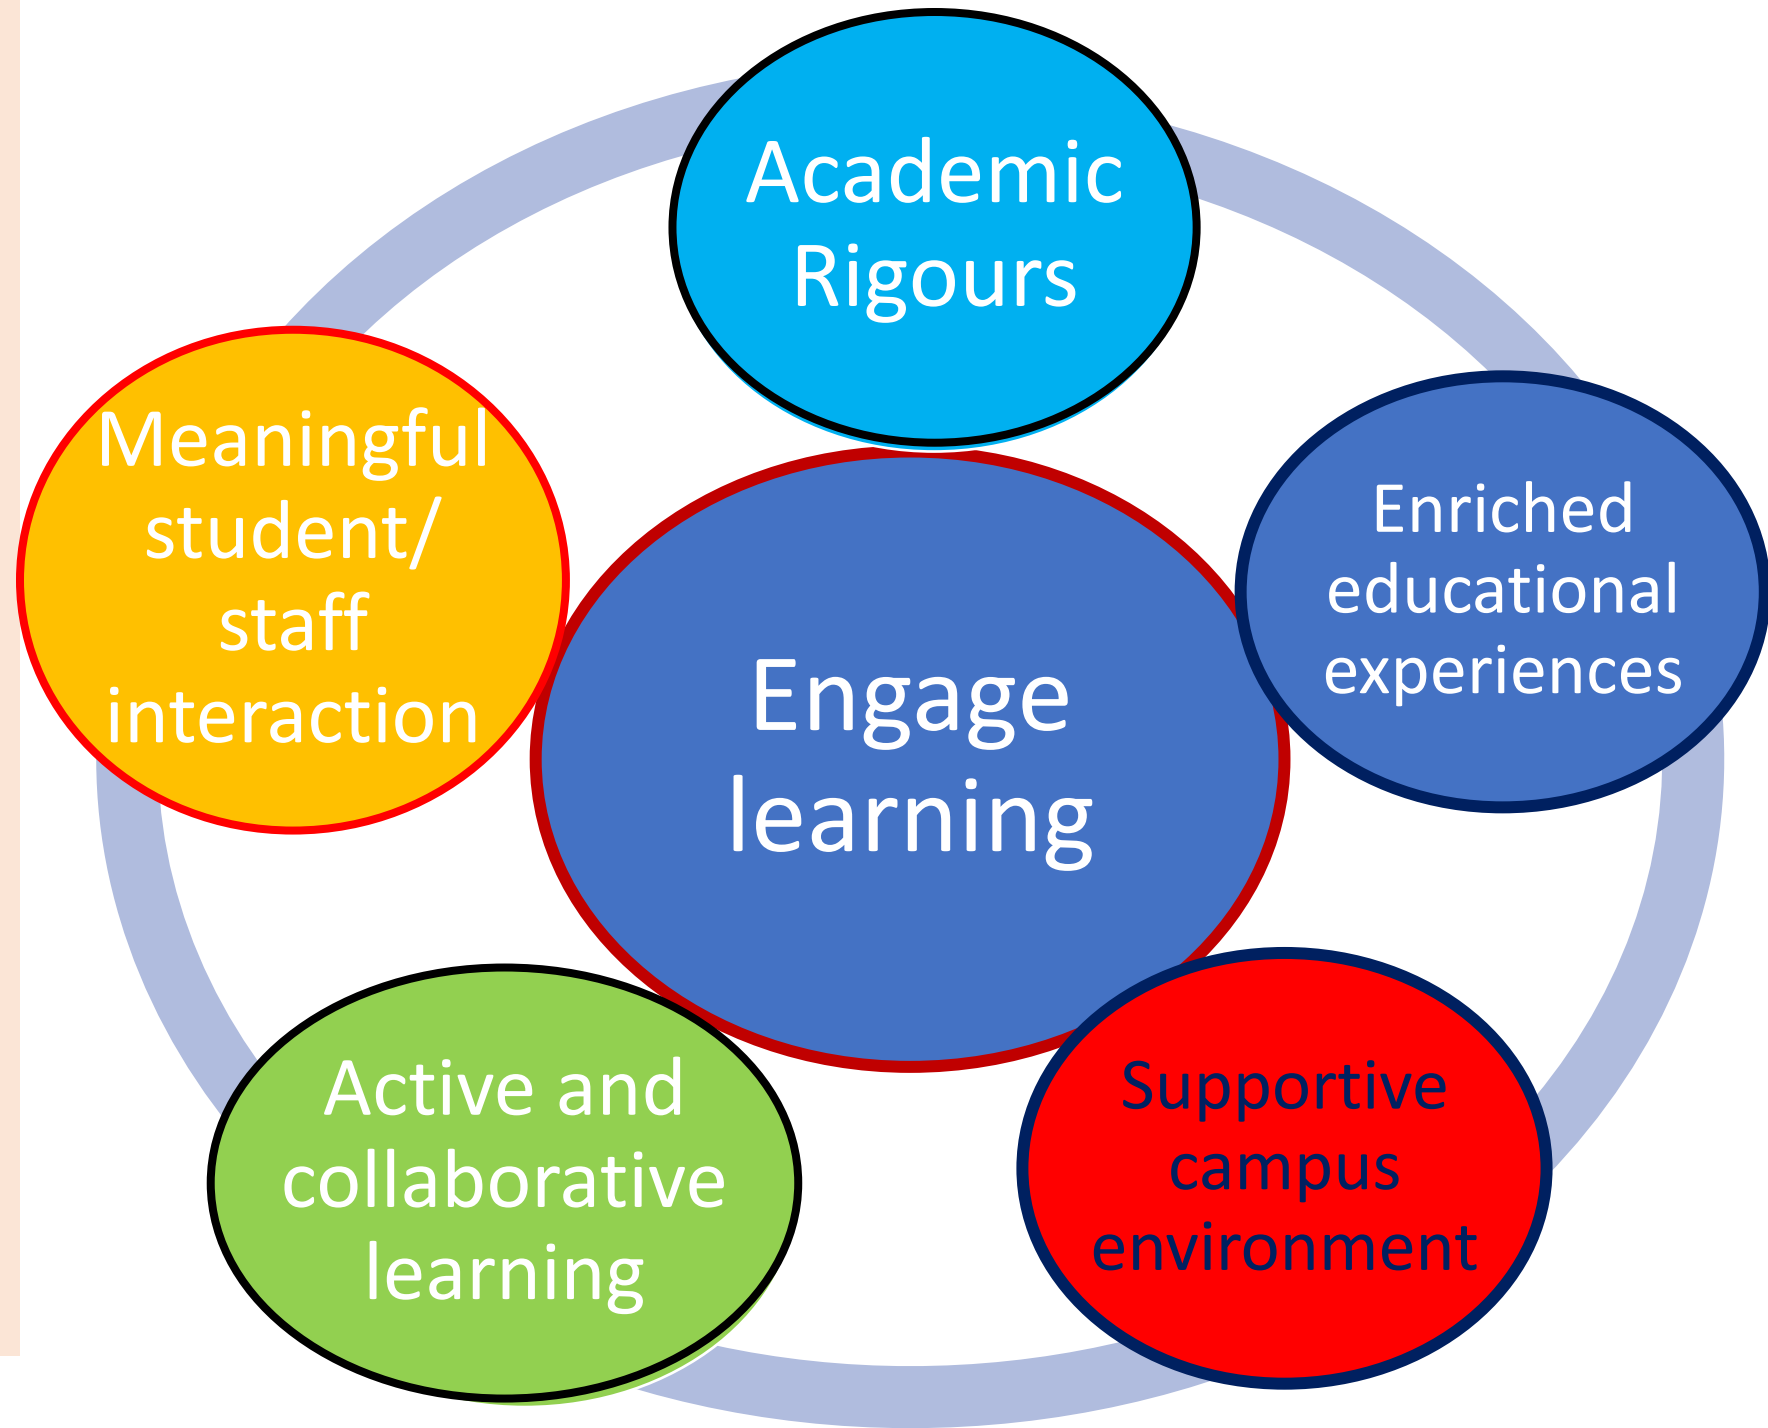 Academic
Rigours
Enriched
educational
experiences
Supportive
campus
environment
Active and
collaborative
learning
Meaningful
student/
staff
interaction
Engage
learning